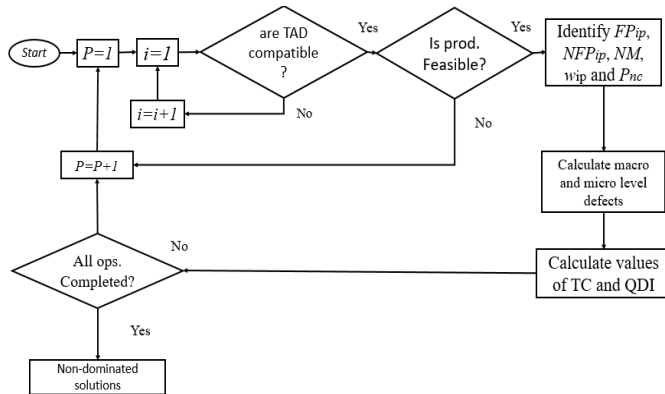 Start
P=1
i=1
are TAD
compatible
?
Yes
Is prod.
Feasible?
Yes
Identify FPip,
NFPip, NM,
wip and Pnc
i=i+1
No
No
P=P+1
Calculate macro
and micro level
defects
All ops.
Completed?
No
Calculate values
of TC and QDI
Yes
Non-dominated
solutions